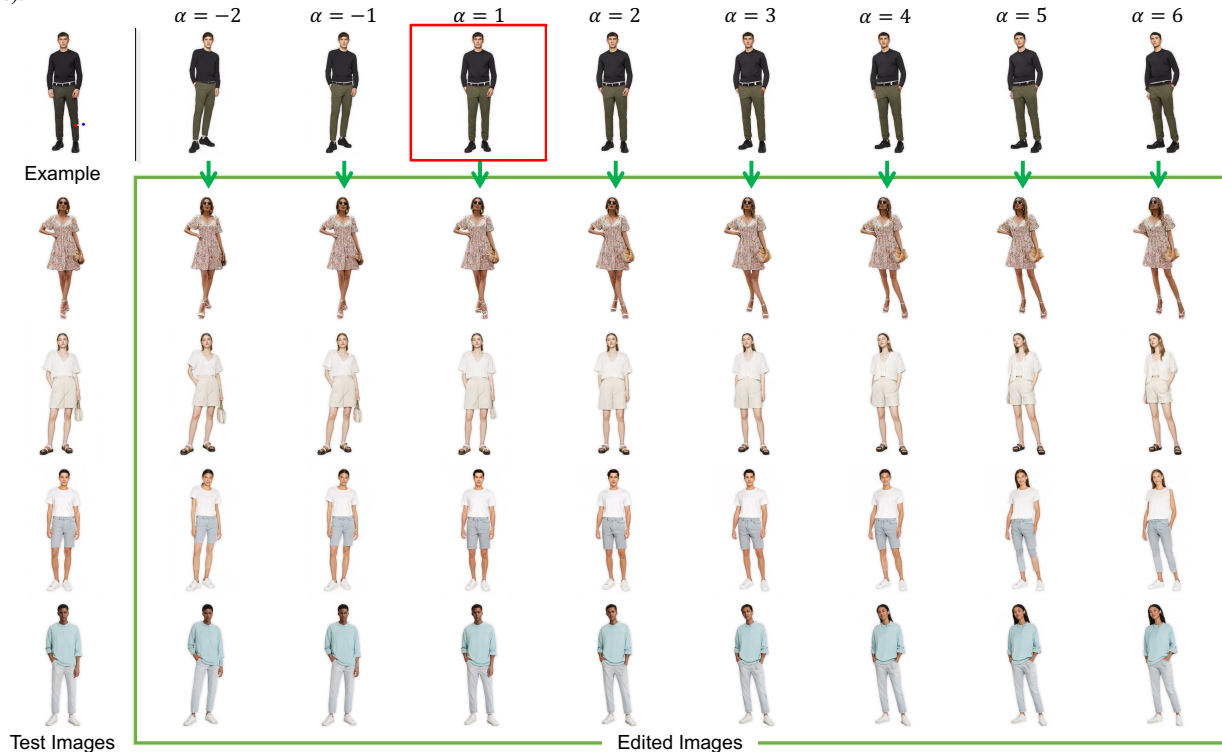 α = −2 α = −1 α = 1 α = 2 α = 3 α = 4 α = 5 α = 6
Example
Test Images
Edited Images